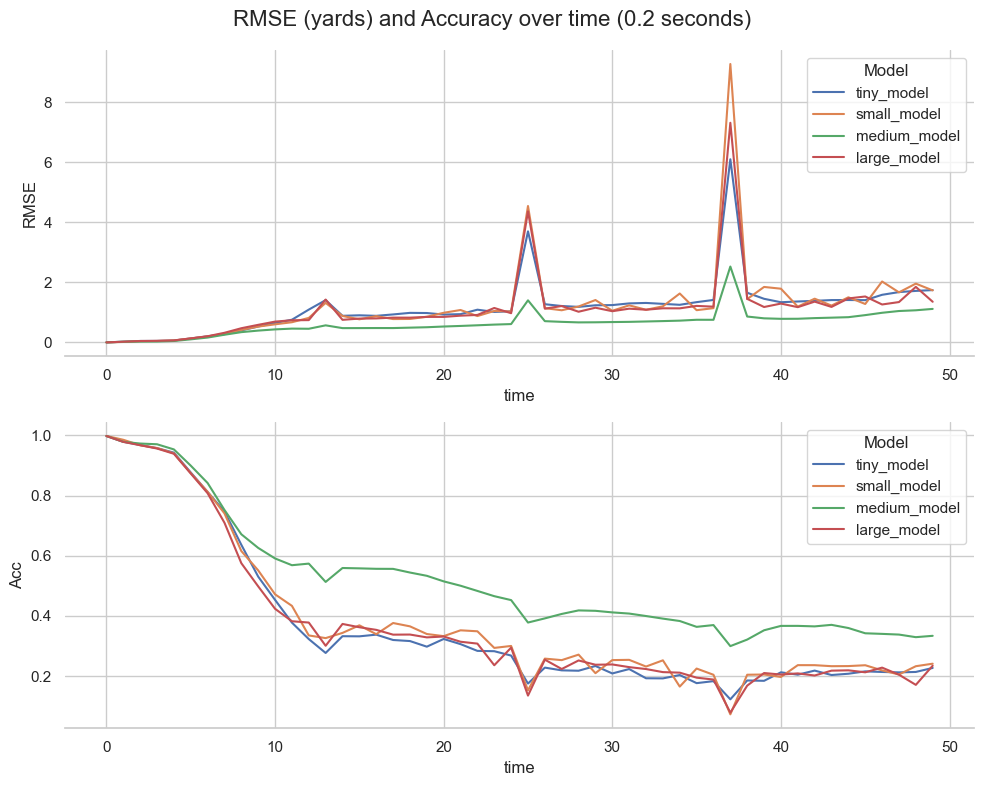 RMSE (yards) and Accuracy over time (0.2 seconds)
RMSE
8
6
4
2
0
Model
tiny_model
small_model
medium_model
large_model
0
10
20
30
40
50
time
Acc
1.0
0.8
0.6
0.4
0.2
Model
tiny_model
small_model
medium_model
large_model
0
10
20
30
40
50
time